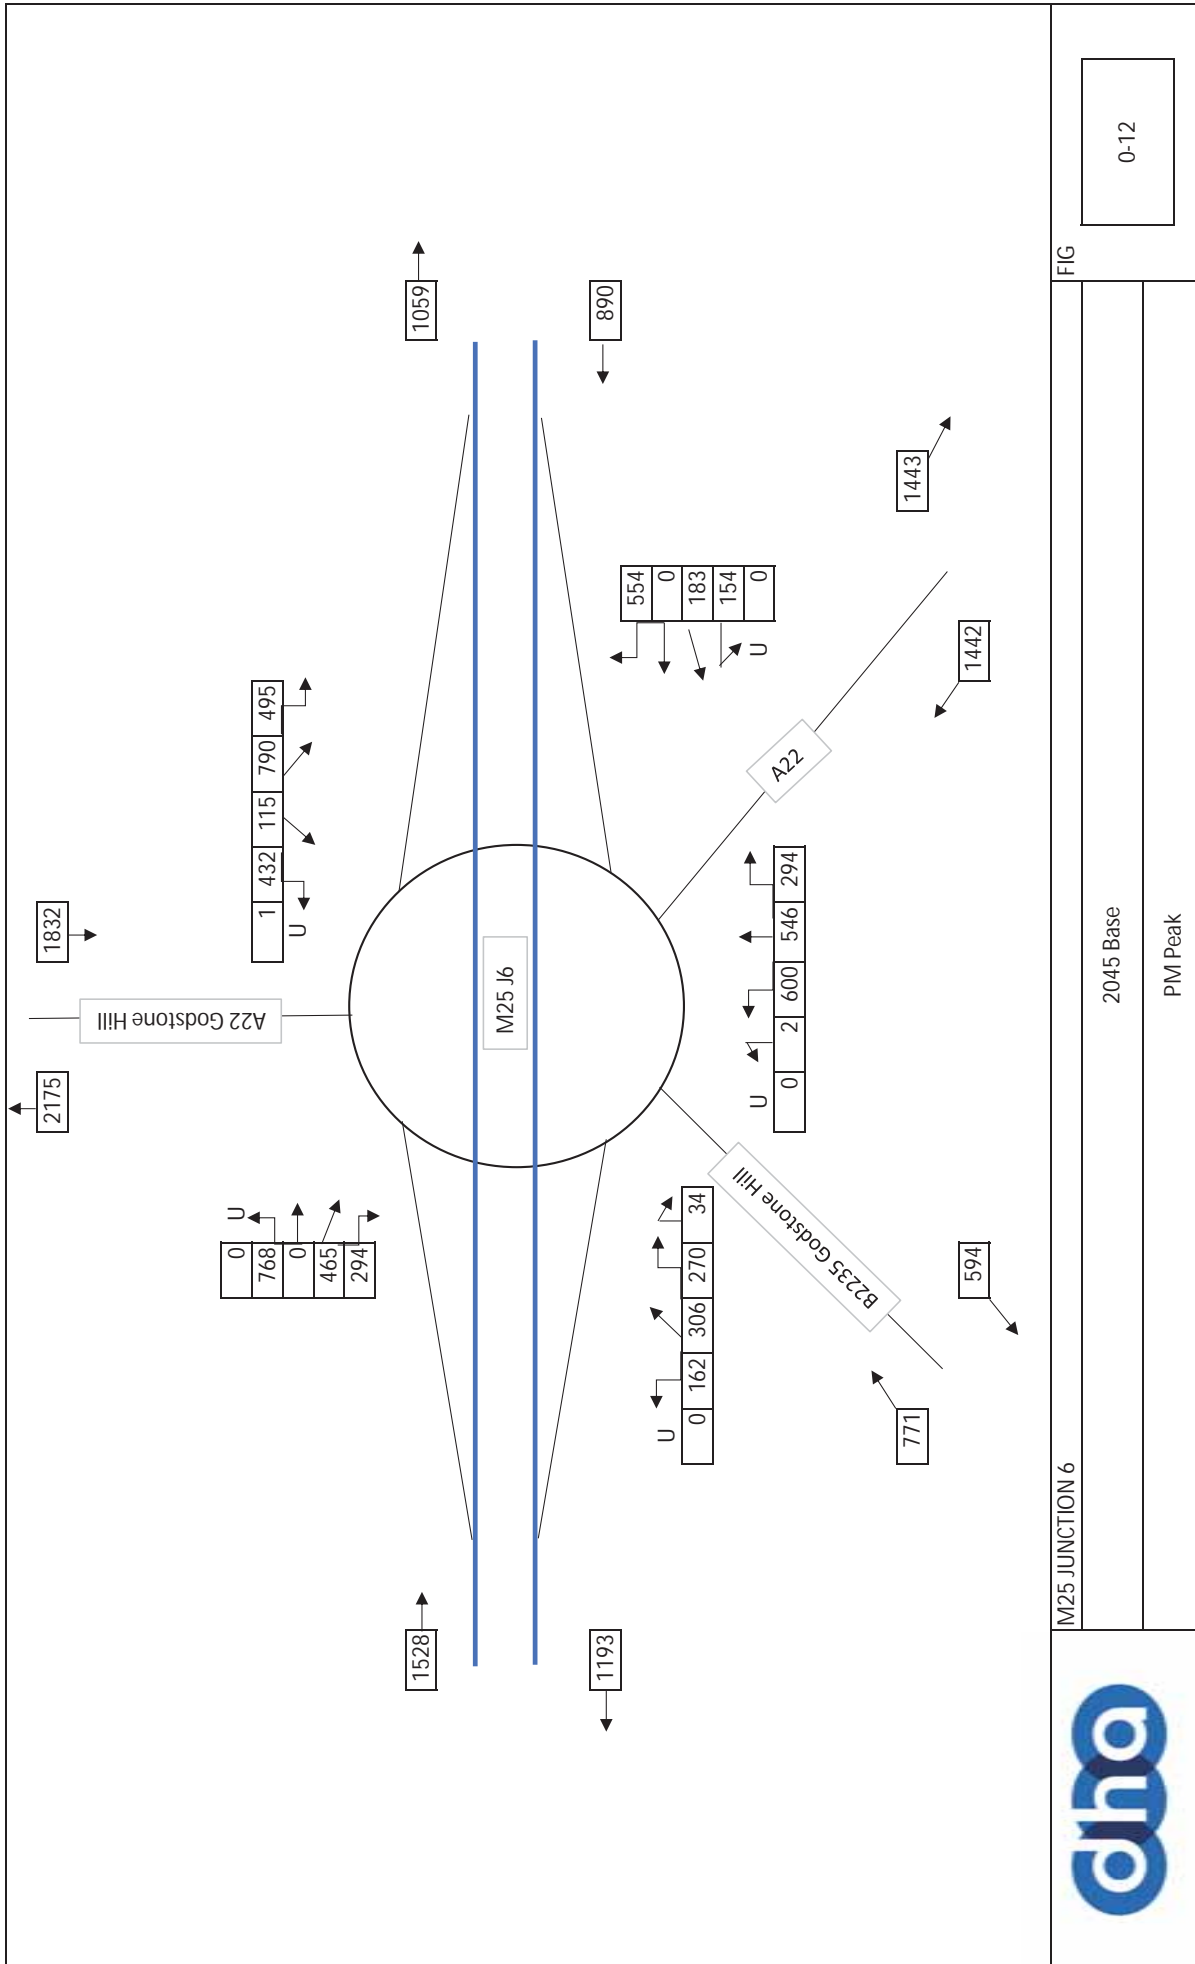 2175
1832
A22 Godstone Hill
1 432 115 790 495
U
U
0
768
0
465
294
1528
1059
M25 J6
1193
890
554
0
183
154
0
U
U
0 162 306 270 34
U
0 2 600 546 294
B2235 Godstone Hill
A22
771
594
1442
1443
dha
M25 JUNCTION 6
2045 Base
PM Peak
FIG
0-12